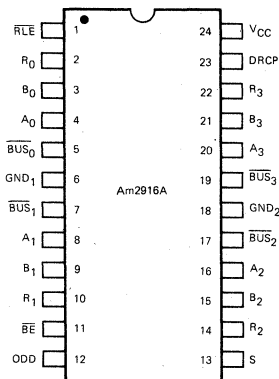 RLE 1 24 VCC
R0 2 23 DRCP
B0 3 22 R3
A0 4 21 B3
BUS0 5 20 A3
GND1 6 19 BUS3
Am2916A
BUS1 7 18 GND2
A1 8 17 BUS2
B1 9 16 A2
R1 10 15 B2
BE 11 14 R2
ODD 12 13 S